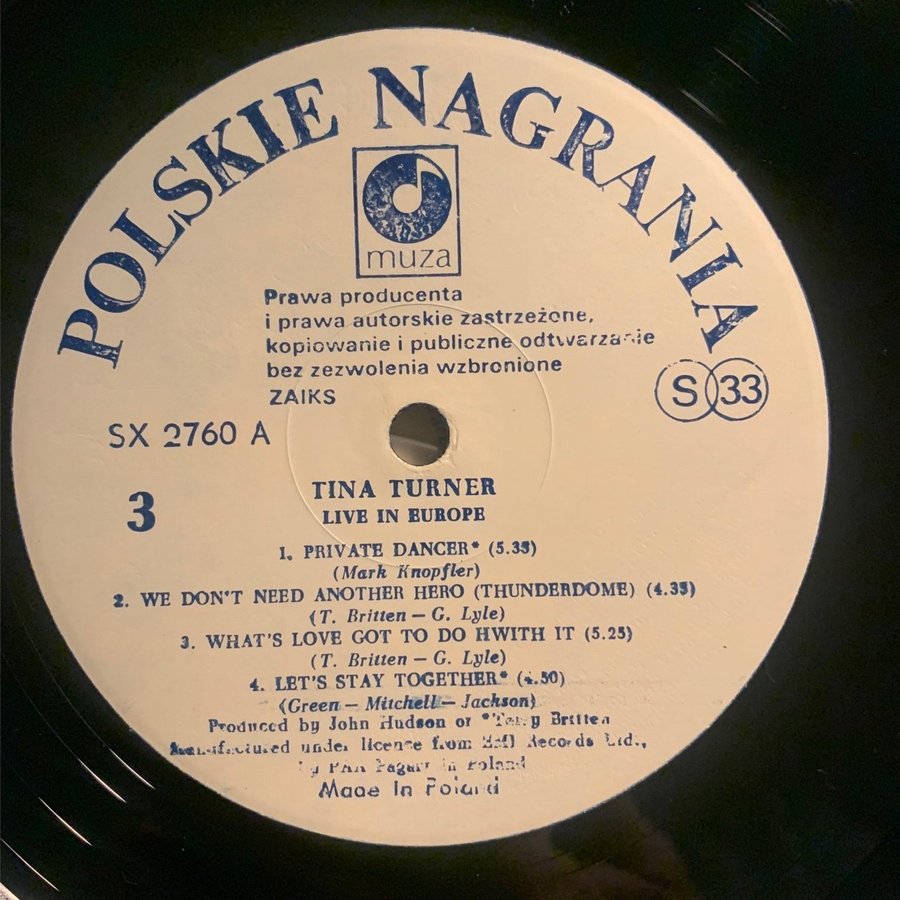 POLSKIE NAGRANIA
muza
Prawa producenta
i prawa autorskie zastrzeżone,
kopiowanie i publiczne odtwarzanie
bez zezwolenia wzbronione
ZAIKS
S 33
SX 2760 A
3
TINA TURNER
LIVE IN EUROPE
1. PRIVATE DANCER* (5.35)
(Mark Knopfler)
2. WE DON'T NEED ANOTHER HERO (THUNDERDOME) (4.35)
(T. Britten – G. Lyle)
3. WHAT'S LOVE GOT TO DO HWITH IT (5.25)
(T. Britten – G. Lyle)
4. LET'S STAY TOGETHER* (4.50)
(Green – Mitchell – Jackson)
Produced by John Hudson or *Terry Britten
Manufactured under licence from EMI Records Ltd.,
in Poland
Made in Poland